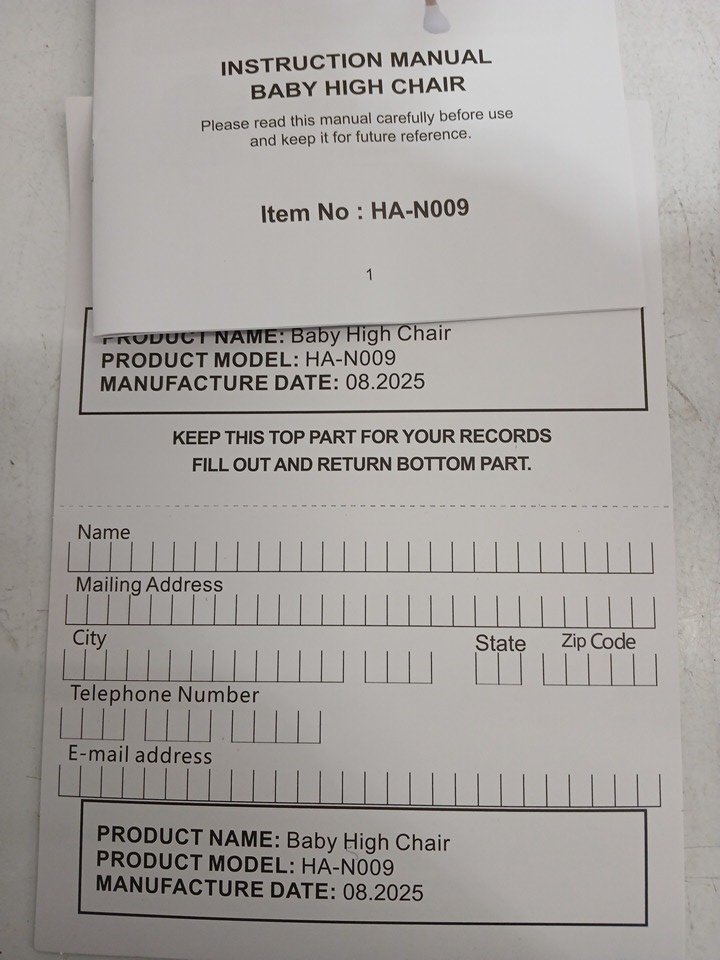 INSTRUCTION MANUAL
BABY HIGH CHAIR
Please read this manual carefully before use
and keep it for future reference.
Item No : HA-N009
1
PRODUCT NAME: Baby High Chair
PRODUCT MODEL: HA-N009
MANUFACTURE DATE: 08.2025
KEEP THIS TOP PART FOR YOUR RECORDS
FILL OUT AND RETURN BOTTOM PART.
Name
Mailing Address
City State Zip Code
Telephone Number
E-mail address
PRODUCT NAME: Baby High Chair
PRODUCT MODEL: HA-N009
MANUFACTURE DATE: 08.2025